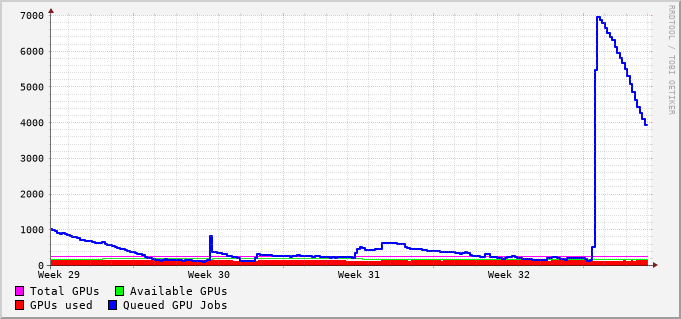 7000
6000
5000
4000
3000
2000
1000
0
Week 29 Week 30 Week 31 Week 32
Total GPUs Available GPUs
GPUs used Queued GPU Jobs
RRDTOOL / TOBI OETIKER